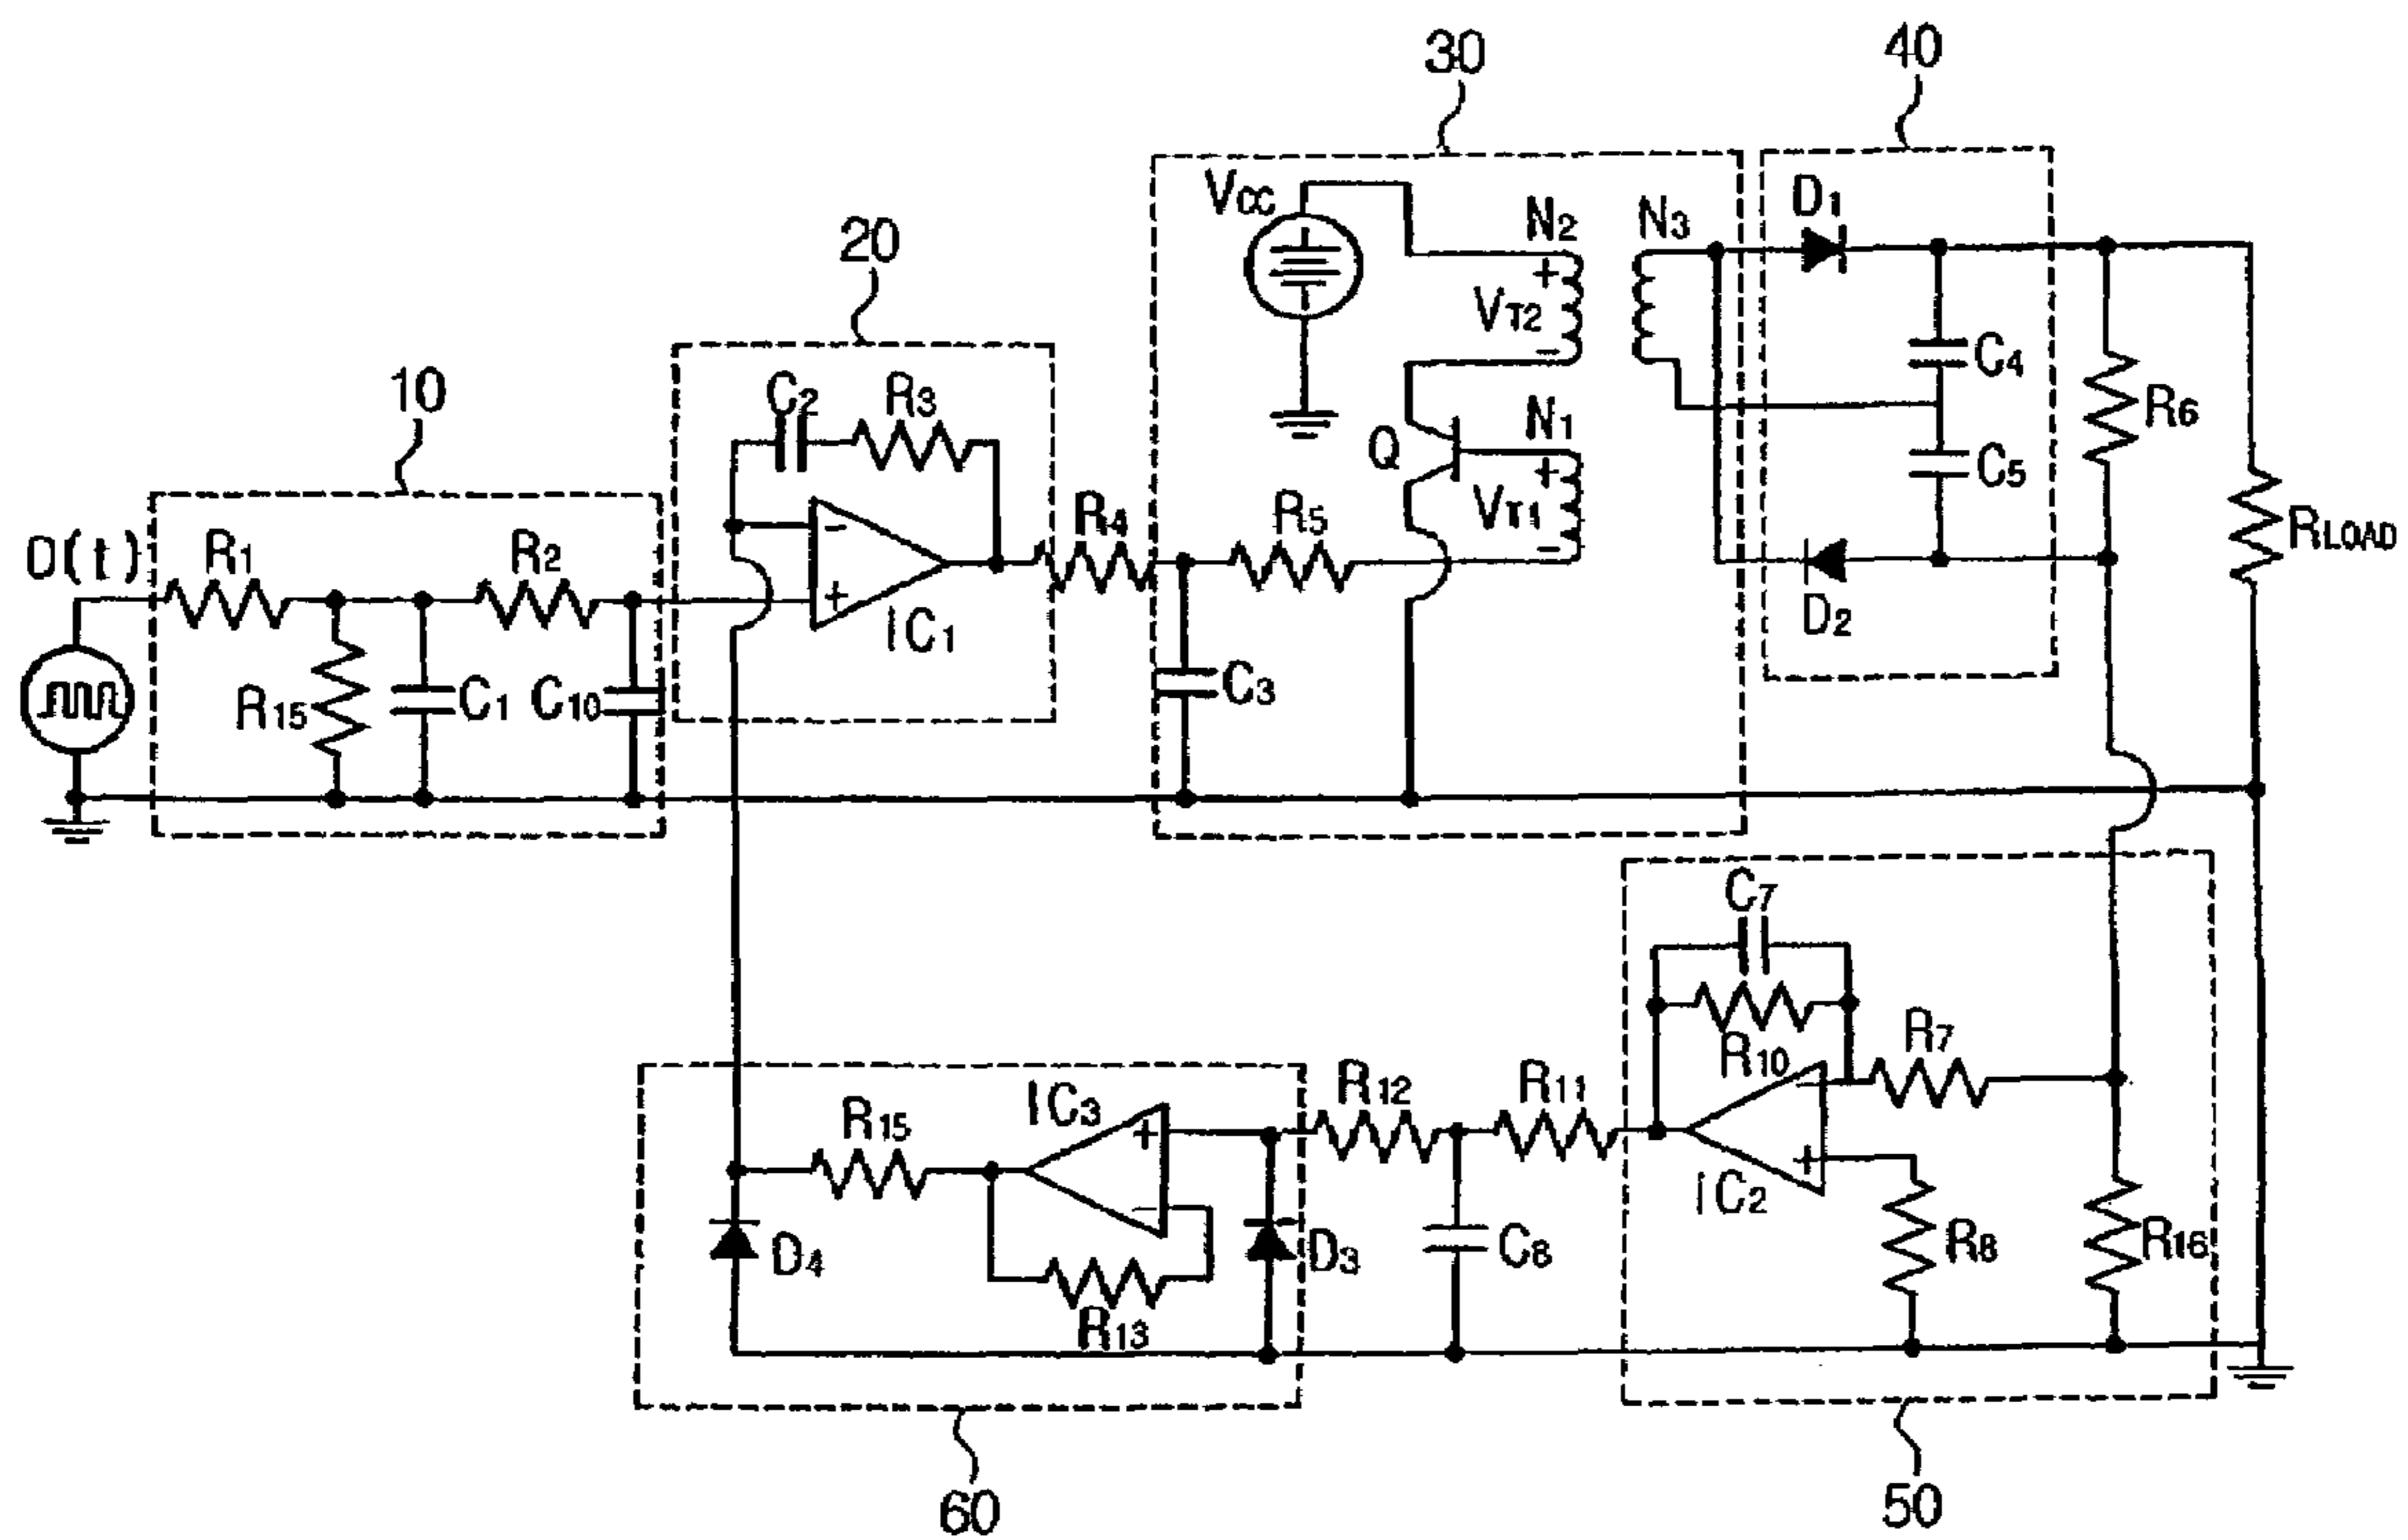 30
40
20
10
VCC
N2
N3
D1
+
VT2
-
C4
R6
C2
R3
Q
N1
+
VT1
-
C5
RLOAD
O(t)
R1
R2
-
+
IC1
R4
R5
D2
R15
C1
C10
C3
C7
R10
R7
-
+
IC2
R8
R16
R12
R11
C8
IC3
R15
+
-
D4
D3
R13
60
50